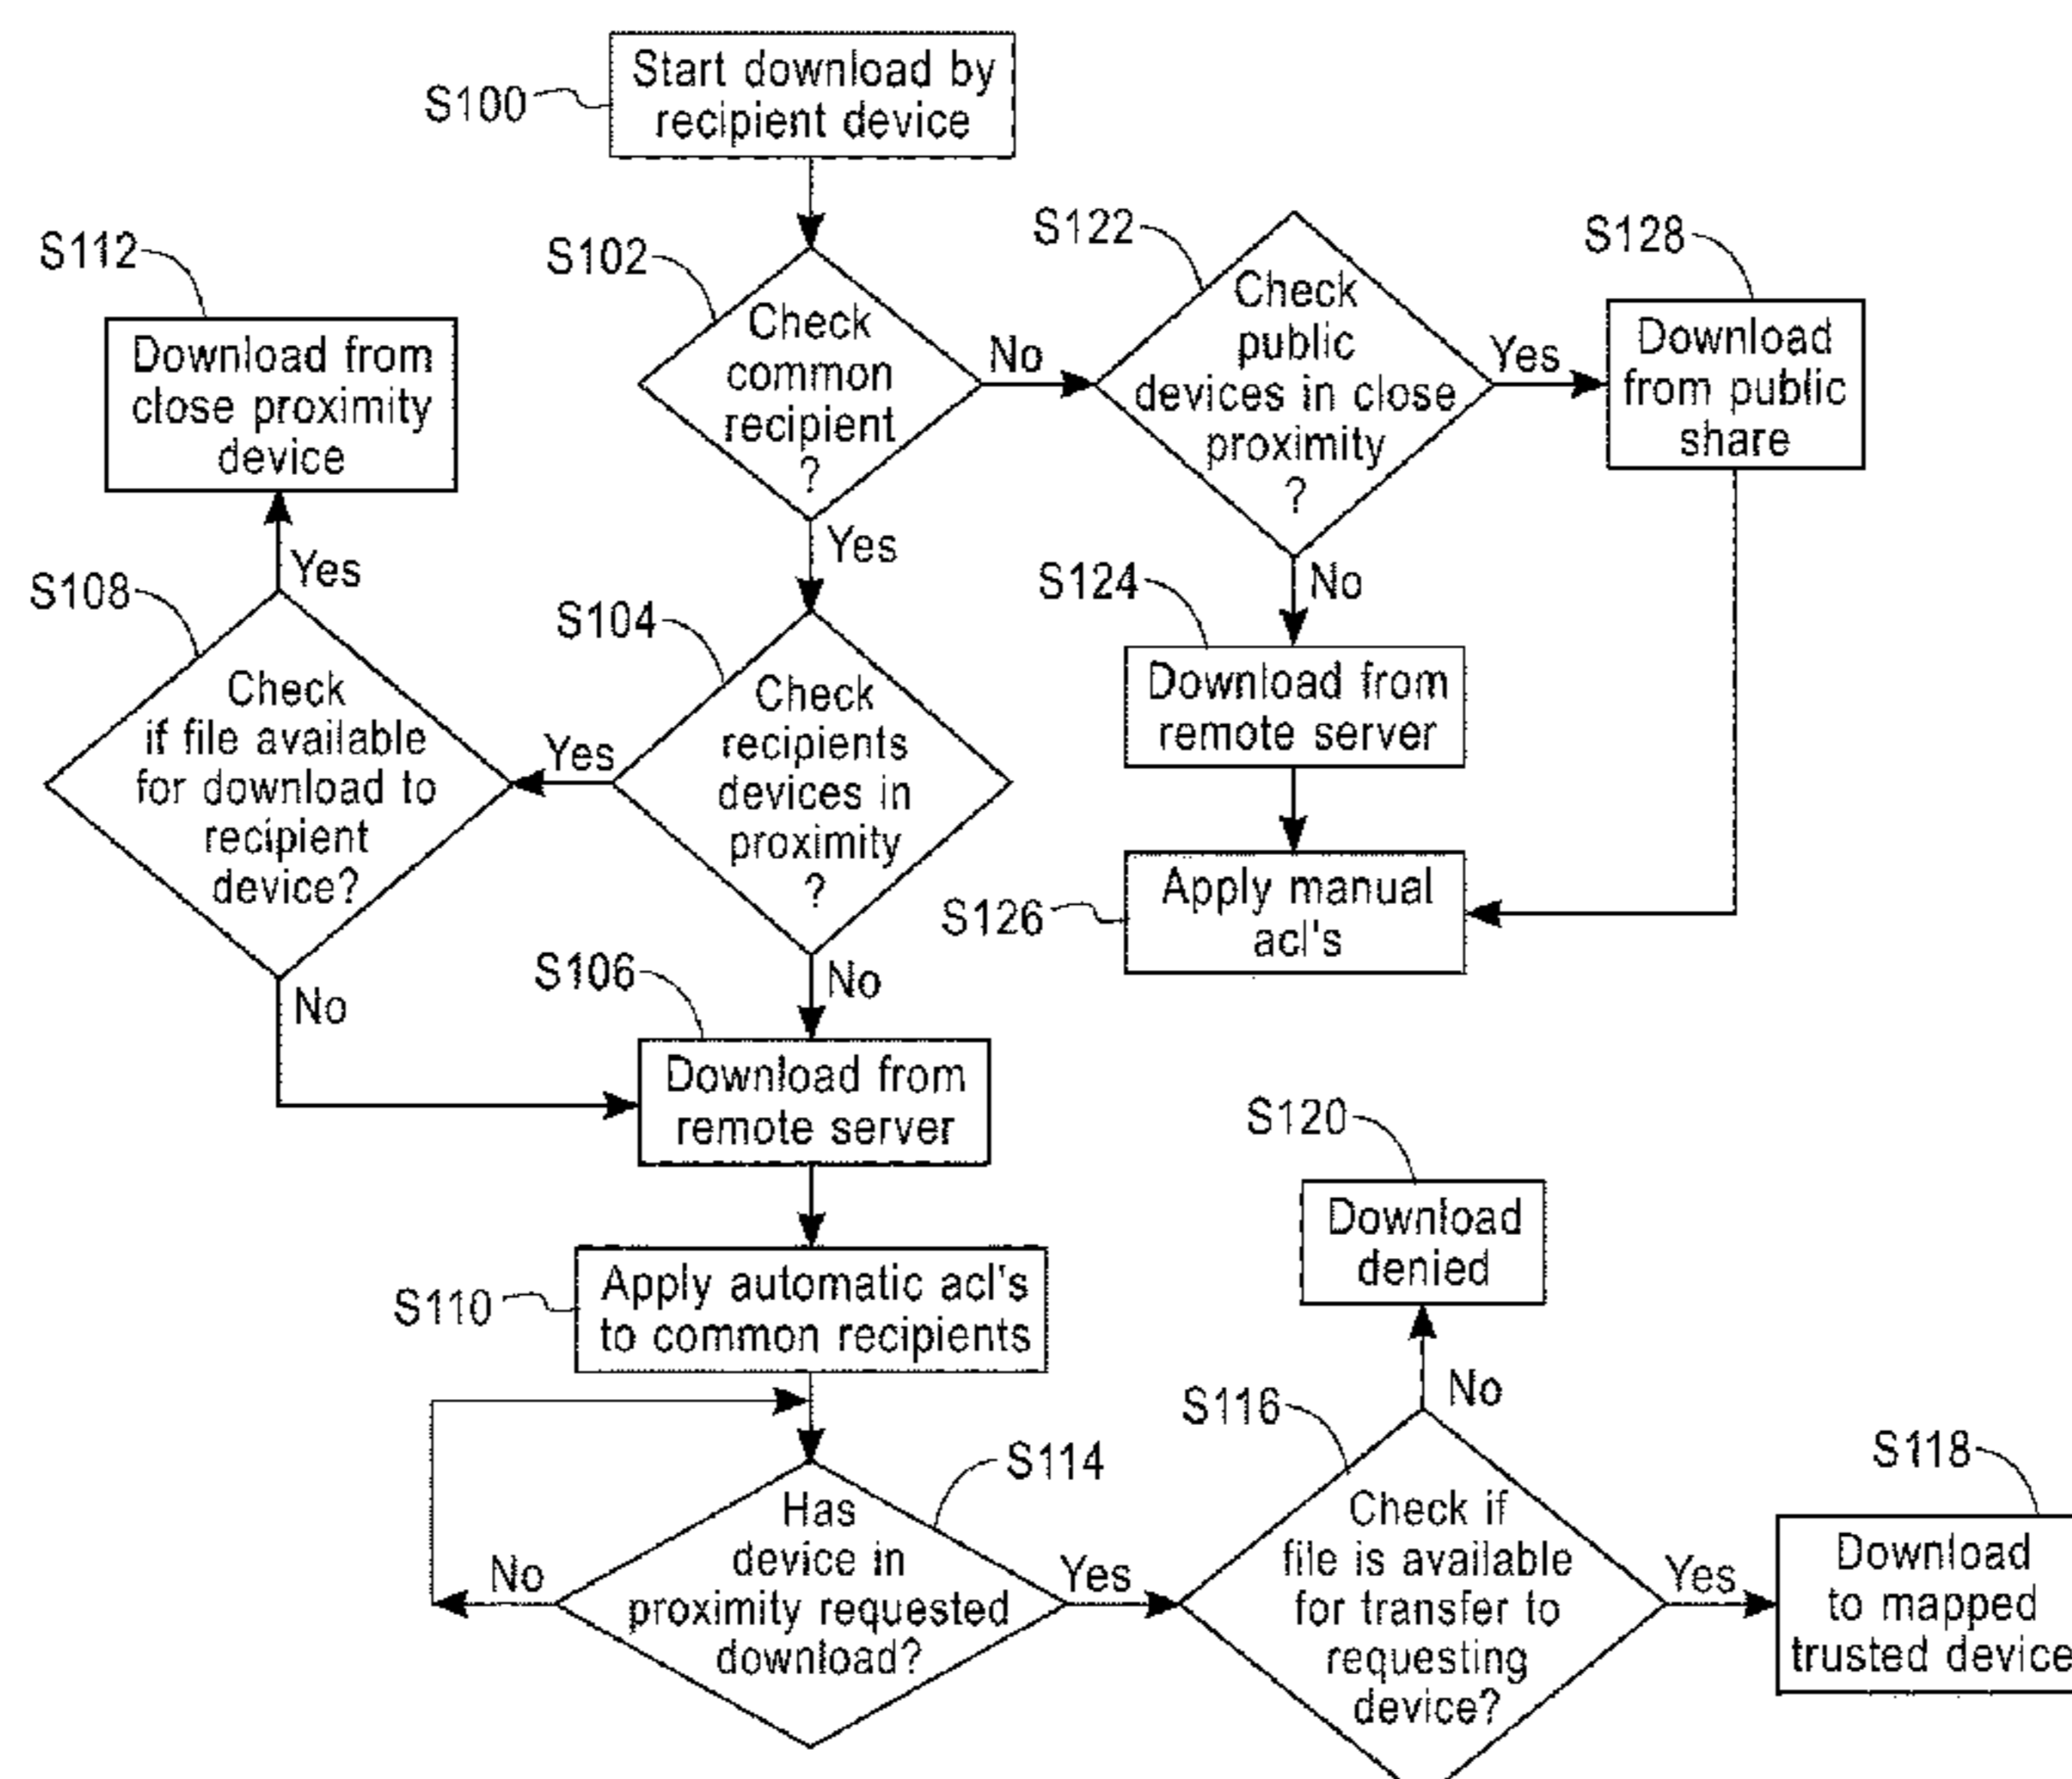 S100
Start download by
recipient device
S102
Check
common
recipient
?
No
Yes
S122
Check
public
devices in close
proximity
?
Yes
No
S128
Download
from public
share
S112
Download from
close proximity
device
Yes
S108
Check
if file available
for download to
recipient
device?
No
S104
Check
recipients
devices in
proximity
?
Yes
No
S124
Download from
remote server
S126
Apply manual
acl's
S106
Download from
remote server
S110
Apply automatic acl's
to common recipients
S114
Has
device in
proximity requested
download?
No
Yes
S120
Download
denied
No
S116
Check if
file is available
for transfer to
requesting
device?
Yes
S118
Download
to mapped
trusted device